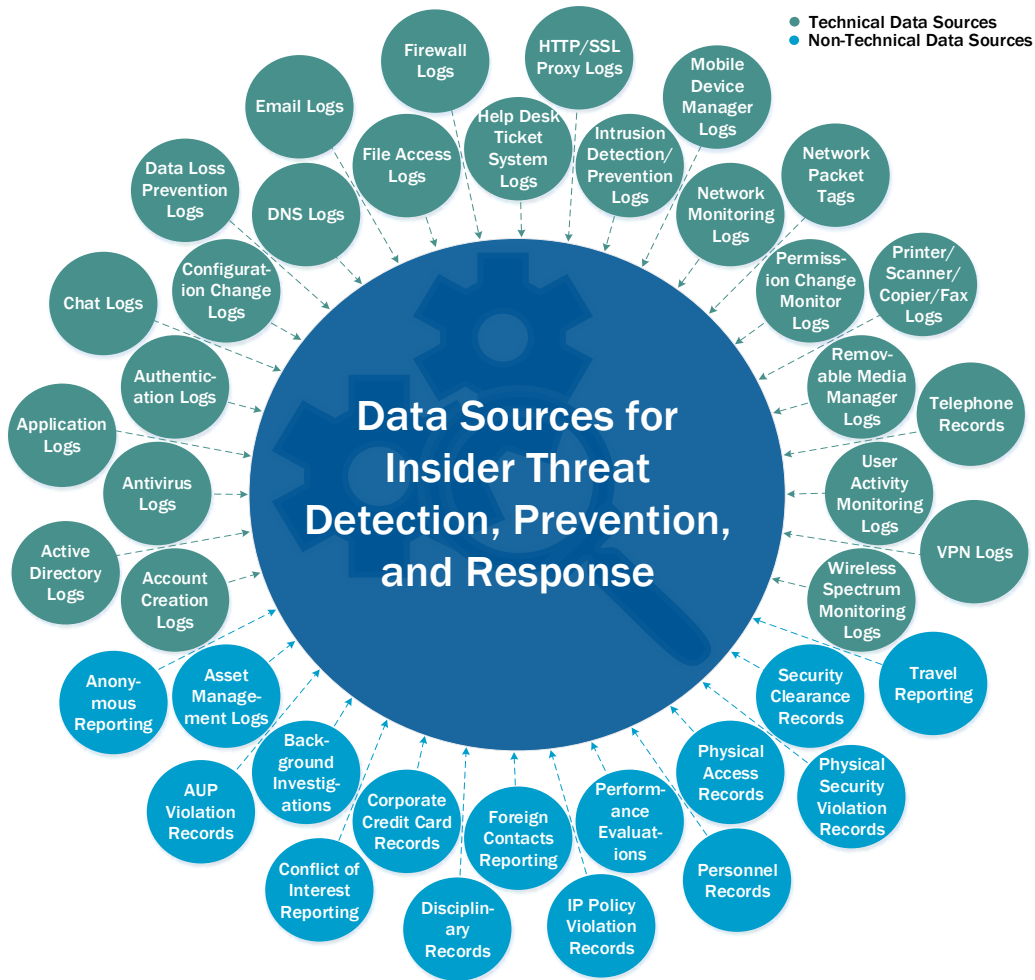 Technical Data Sources
Non-Technical Data Sources
Firewall
Logs
HTTP/SSL
Proxy Logs
Mobile
Device
Manager
Logs
Email Logs
File Access
Logs
Help Desk
Ticket
System
Logs
Intrusion
Detection/
Prevention
Logs
Network
Packet
Tags
Data Loss
Prevention
Logs
DNS Logs
Network
Monitoring
Logs
Chat Logs
Configurat-
ion Change
Logs
Permiss-
ion Change
Monitor
Logs
Printer/
Scanner/
Copier/Fax
Logs
Authentic-
ation Logs
Remov-
able Media
Manager
Logs
Application
Logs
Telephone
Records
Antivirus
Logs
User
Activity
Monitoring
Logs
Active
Directory
Logs
Account
Creation
Logs
VPN Logs
Wireless
Spectrum
Monitoring
Logs
Data Sources for
Insider Threat
Detection, Prevention,
and Response
Anony-
mous
Reporting
Asset
Manage-
ment Logs
Security
Clearance
Records
Travel
Reporting
AUP
Violation
Records
Back-
ground
Investig-
ations
Physical
Access
Records
Physical
Security
Violation
Records
Conflict of
Interest
Reporting
Corporate
Credit Card
Records
Foreign
Contacts
Reporting
Perform-
ance
Evaluat-
ions
Personnel
Records
Disciplin-
ary
Records
IP Policy
Violation
Records